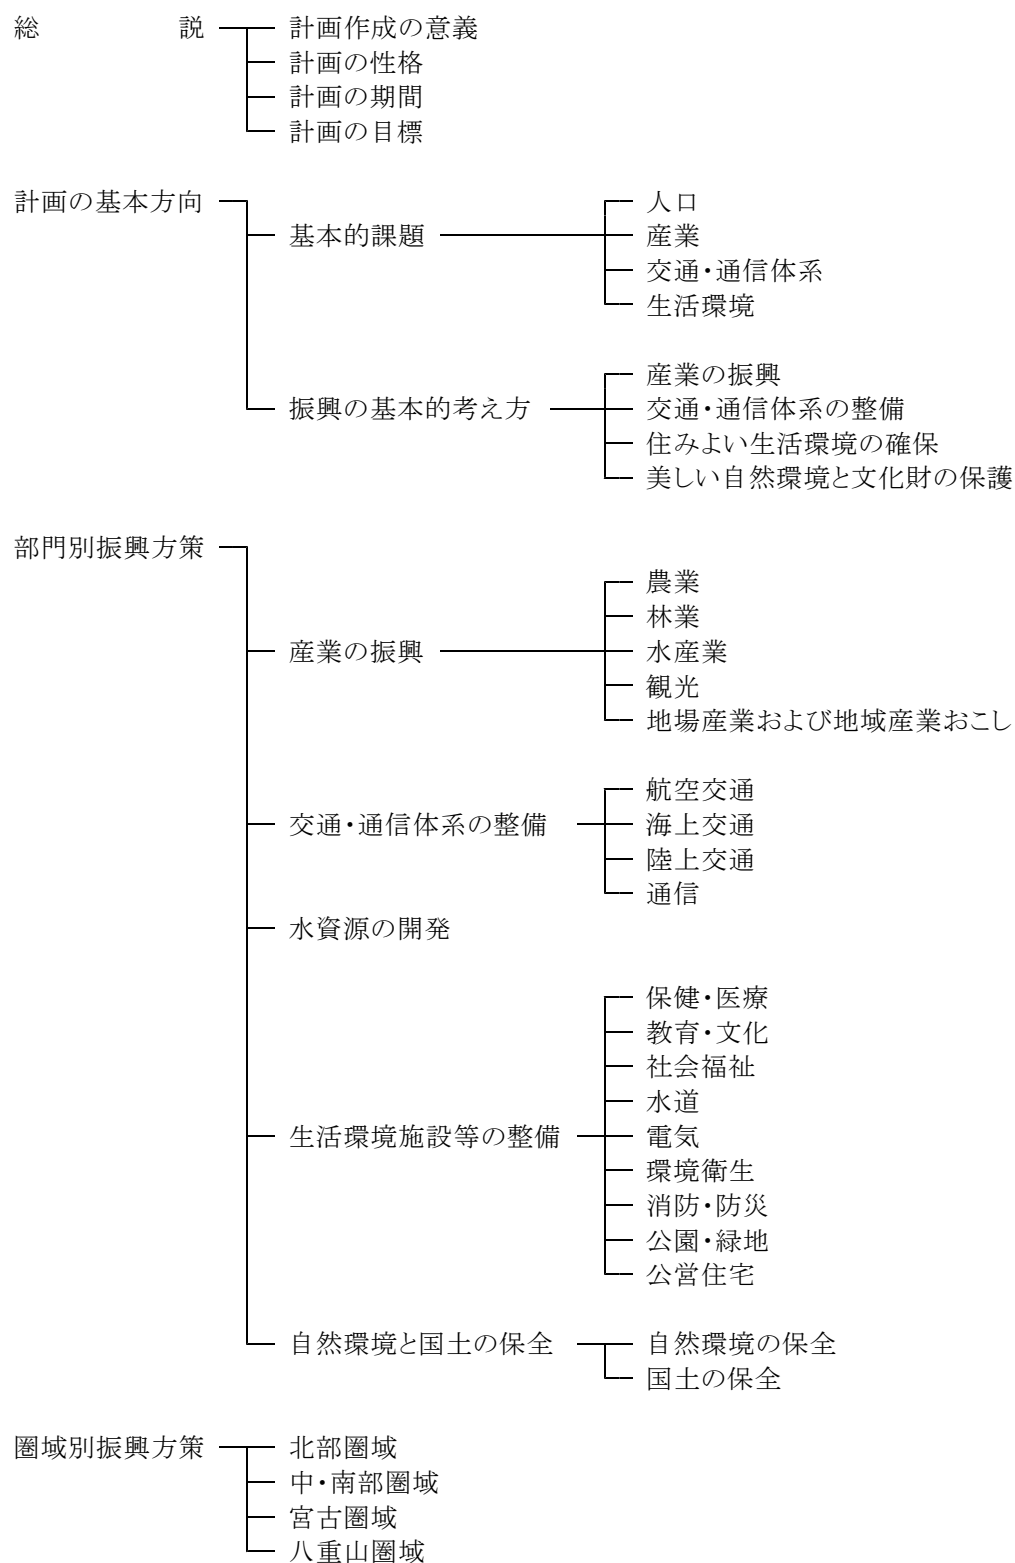 総説 計画作成の意義
計画の性格
計画の期間
計画の目標
計画の基本方向
人口
基本的課題 産業
交通・通信体系
生活環境
産業の振興
振興の基本的考え方 交通・通信体系の整備
住みよい生活環境の確保
美しい自然環境と文化財の保護
部門別振興方策
農業
林業
産業の振興 水産業
観光
地場産業および地域産業おこし
航空交通
交通・通信体系の整備 海上交通
陸上交通
通信
水資源の開発
保健・医療
教育・文化
社会福祉
水道
生活環境施設等の整備 電気
環境衛生
消防・防災
公園・緑地
公営住宅
自然環境と国土の保全 自然環境の保全
国土の保全
圏域別振興方策 北部圏域
中・南部圏域
宮古圏域
八重山圏域